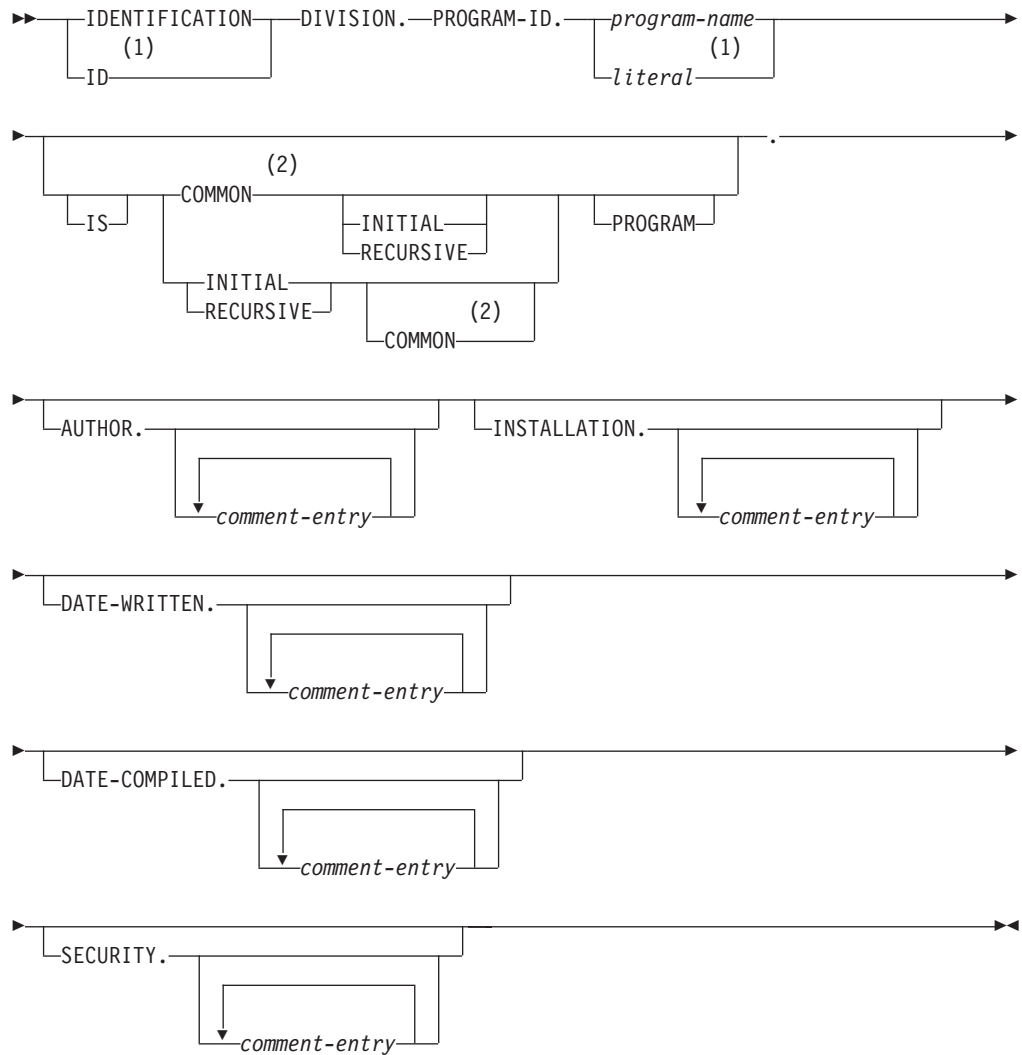 IDENTIFICATION DIVISION. PROGRAM-ID. program-name
(1) (1)
ID literal
.
(2)
COMMON
IS INITIAL PROGRAM
RECURSIVE
INITIAL
RECURSIVE (2)
COMMON
AUTHOR. INSTALLATION.
comment-entry comment-entry
DATE-WRITTEN.
comment-entry
DATE-COMPILED.
comment-entry
SECURITY.
comment-entry